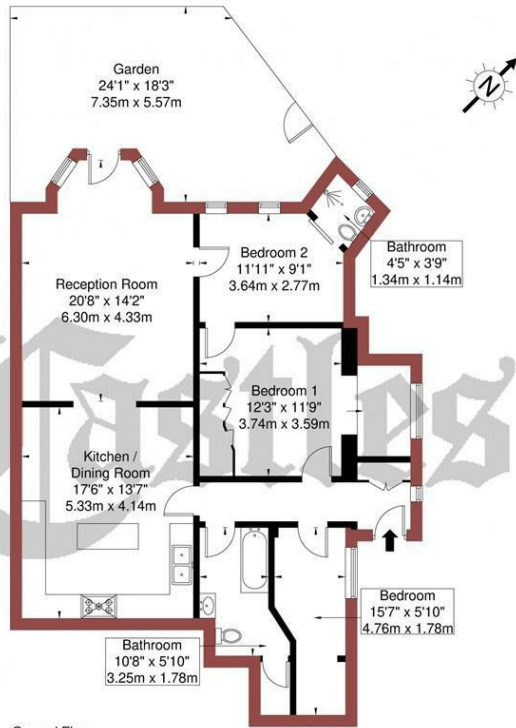 Garden
24'1" x 18'3"
7.35m x 5.57m
N
Reception Room
20'8" x 14'2"
6.30m x 4.33m
Bedroom 2
11'11" x 9'1"
3.64m x 2.77m
Bathroom
4'5" x 3'9"
1.34m x 1.14m
Castles
Bedroom 1
12'3" x 11'9"
3.74m x 3.59m
Kitchen /
Dining Room
17'6" x 13'7"
5.33m x 4.14m
Bedroom
15'7" x 5'10"
4.76m x 1.78m
Bathroom
10'8" x 5'10"
3.25m x 1.78m